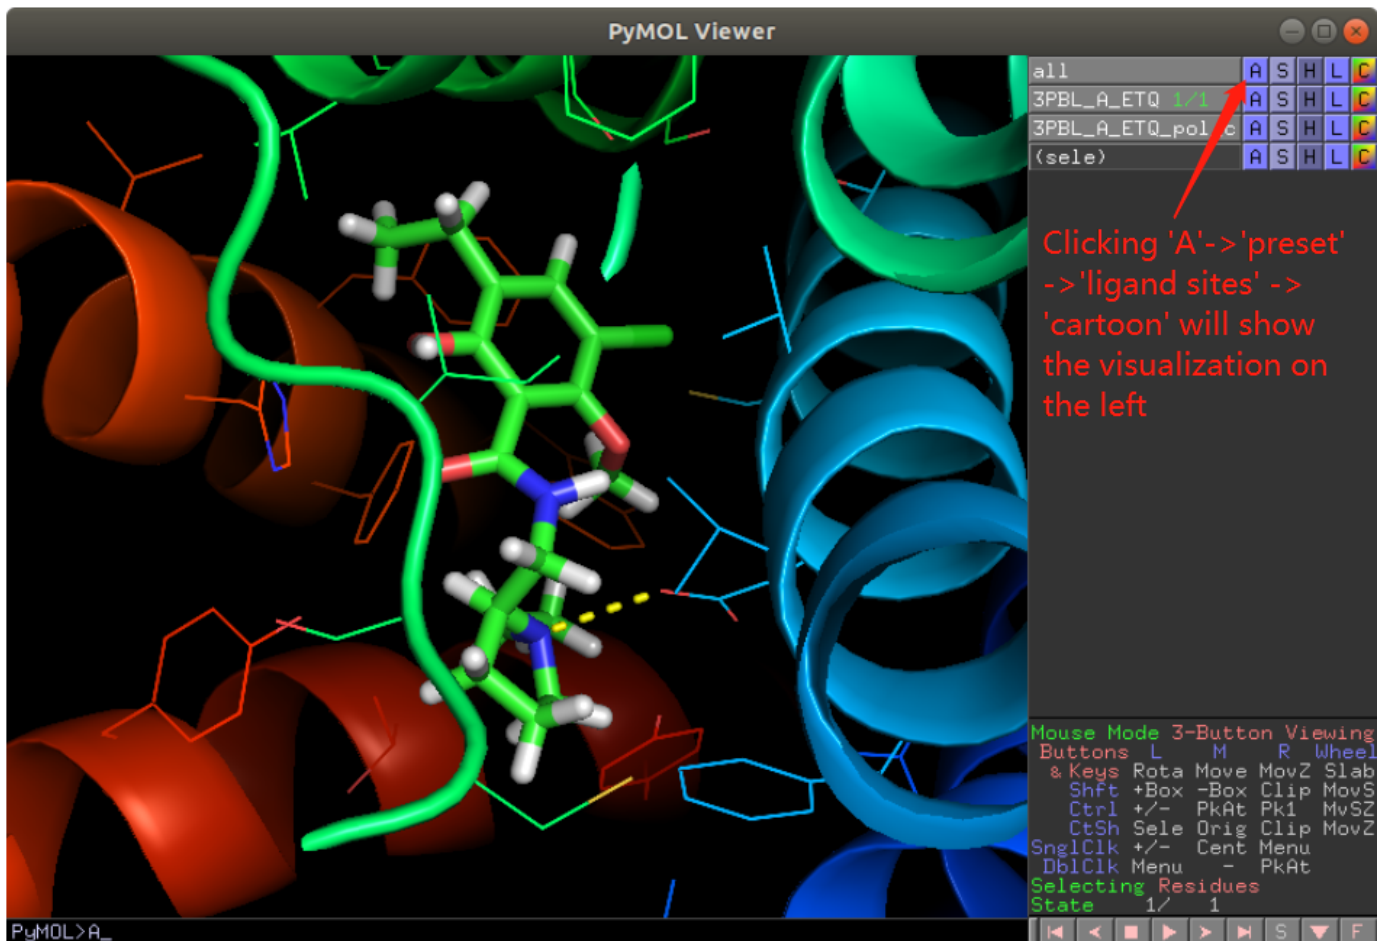 PyMOL Viewer
all A S H L C
3PBL_A_ETQ 1/1 A S H L C
3PBL_A_ETQ_pol c A S H L C
(sele) A S H L C
Clicking 'A'->'preset'
->'ligand sites' ->
'cartoon' will show
the visualization on
the left
Mouse Mode 3-Button Viewing
Buttons L M R Wheel
& Keys Rota Move MovZ Slab
Shft +Box -Box Clip MovS
Ctrl +/- PkAt Pk1 MvSZ
CtSh Sele Orig Clip MovZ
SnglClk +/- Cent Menu
DblClk Menu - PkAt
Selecting Residues
State 1/ 1
PyMOL>A_
S F